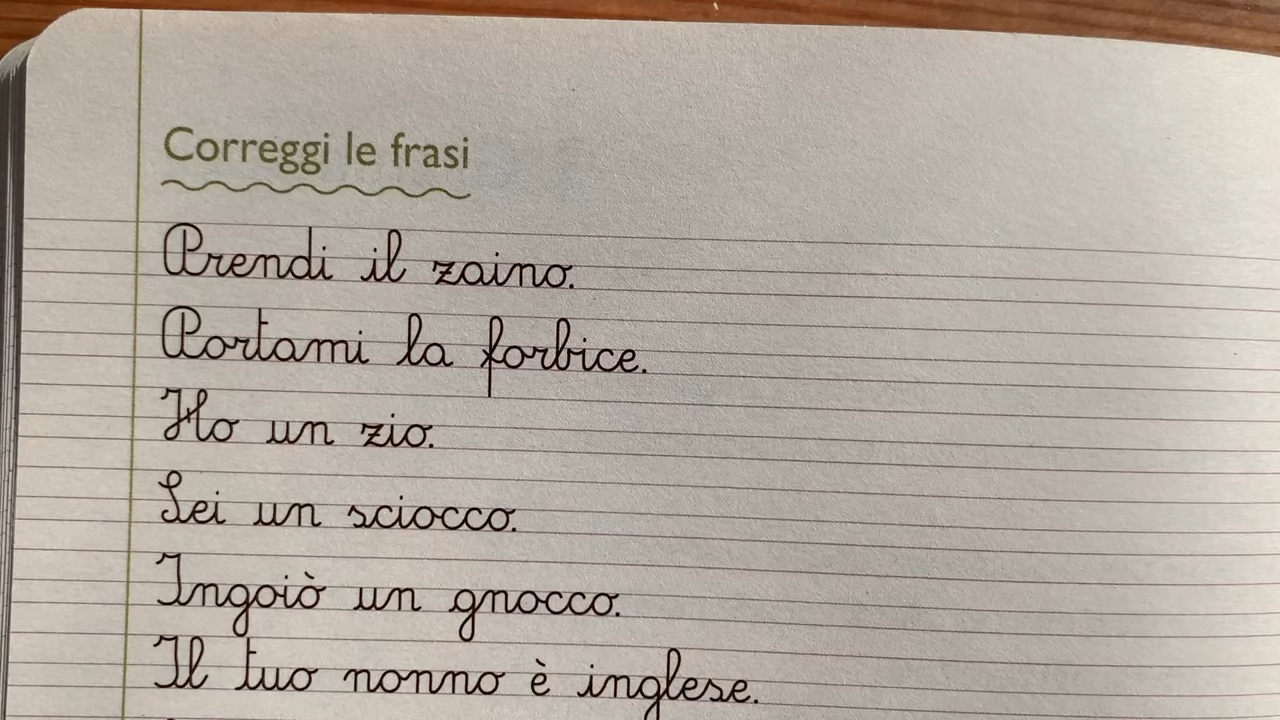 Correggi le frasi
Prendi il zaino.
Portami la forbice.
Ho un zio.
Sei un sciocco.
Ingoiò un gnocco.
Il tuo nonno è inglese.